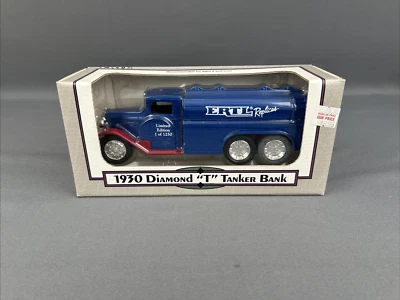 ERTL Replicas
Limited
Edition
1 of 1250
1930 Diamond "T" Tanker Bank